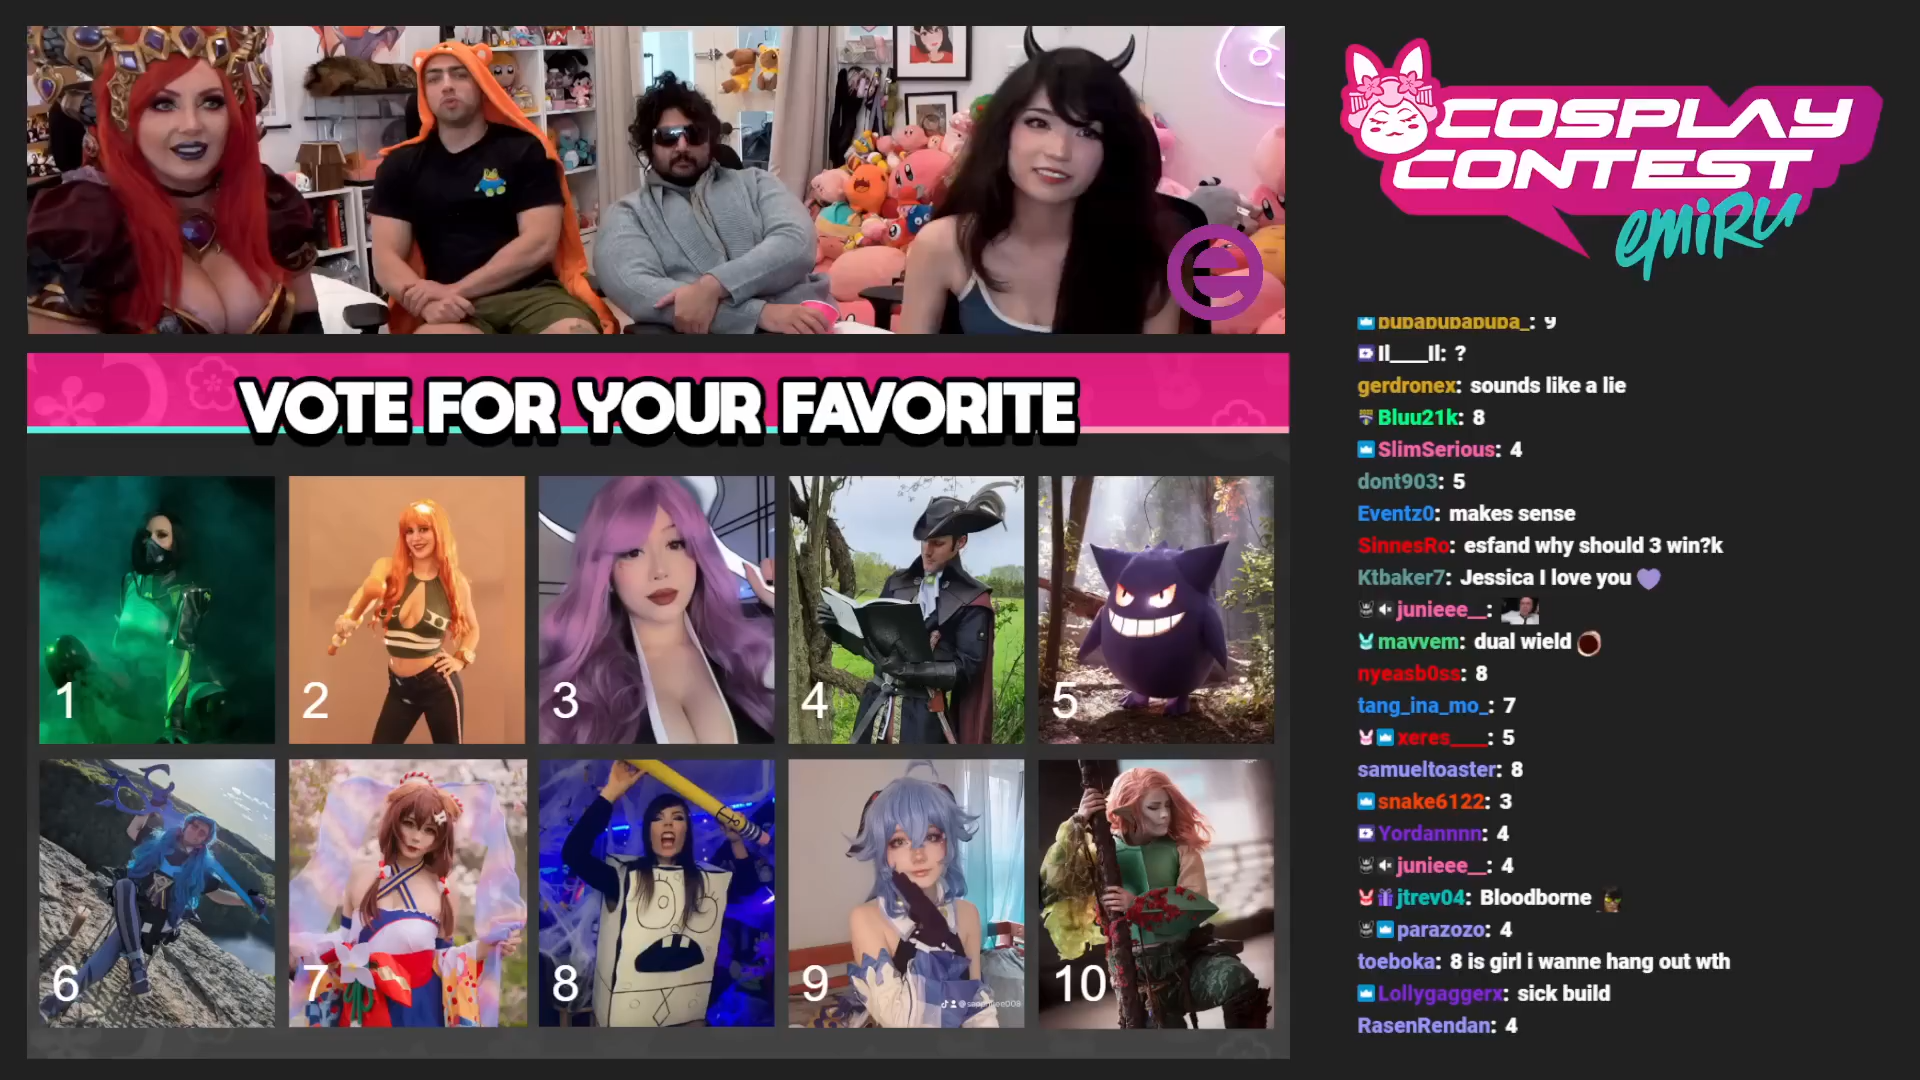 COSPLAY
CONTEST
emiru
e
VOTE FOR YOUR FAVORITE
1
2
3
4
5
6
7
8
9
10
bubabubabuba_: 9
Il____Il: ?
gerdronex: sounds like a lie
Bluu21k: 8
SlimSerious: 4
dont903: 5
Eventz0: makes sense
SinnesRo: esfand why should 3 win?k
Ktbaker7: Jessica I love you
junieee__:
mavvem: dual wield
nyeasb0ss: 8
tang_ina_mo_: 7
xeres____: 5
samueltoaster: 8
snake6122: 3
Yordannnn: 4
junieee__: 4
jtrev04: Bloodborne
parazozo: 4
toeboka: 8 is girl i wanne hang out wth
Lollygaggerx: sick build
RasenRendan: 4